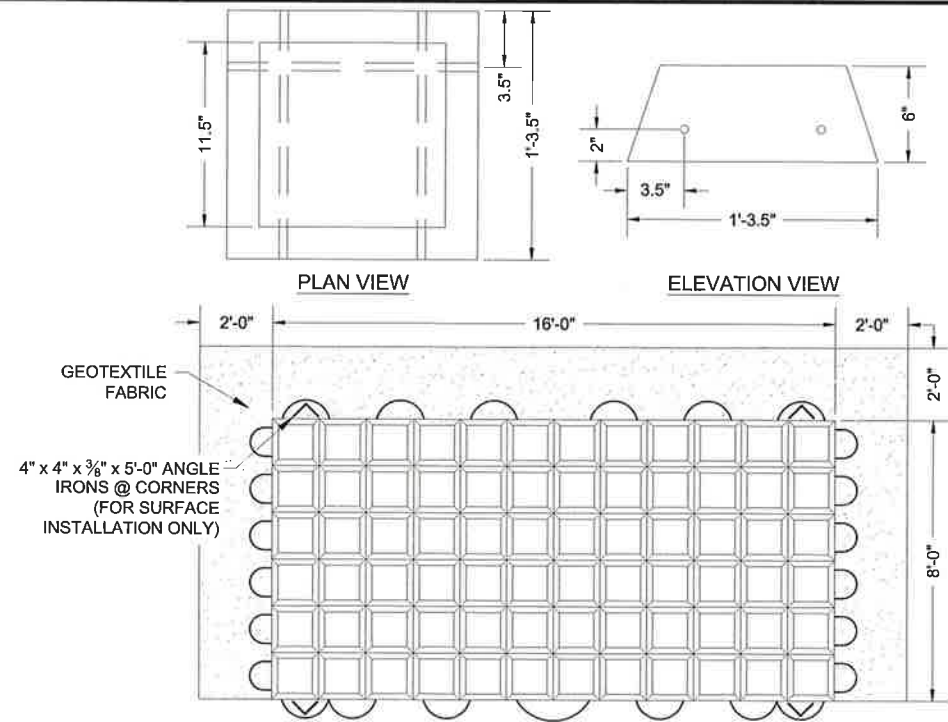 11.5"
3.5"
1'-3.5"
2"
3.5"
1'-3.5"
6"
PLAN VIEW
ELEVATION VIEW
2'-0"
16'-0"
2'-0"
2'-0"
8'-0"
GEOTEXTILE
FABRIC
4" x 4" x ⅜" x 5'-0" ANGLE
IRONS @ CORNERS
(FOR SURFACE
INSTALLATION ONLY)